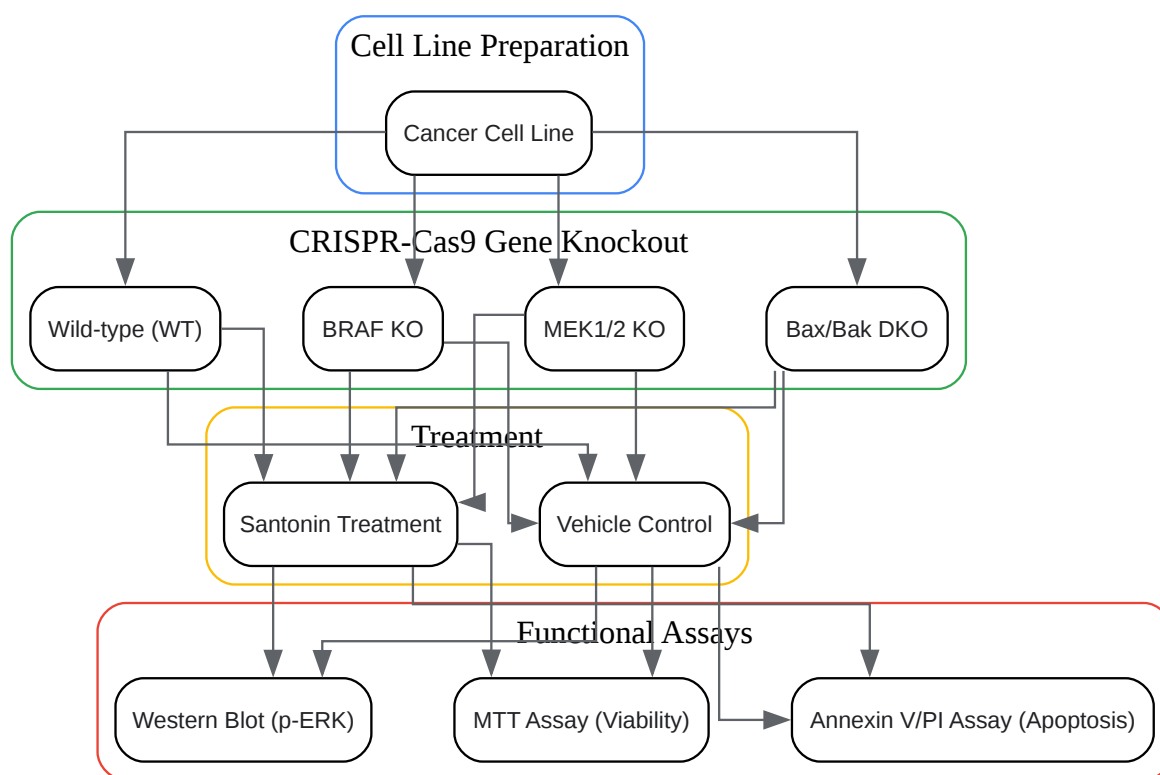 Cell Line Preparation
Cancer Cell Line
CRISPR-Cas9 Gene Knockout
Wild-type (WT)
BRAF KO
MEK1/2 KO
Bax/Bak DKO
Treatment
Santonin Treatment
Vehicle Control
Functional Assays
Western Blot (p-ERK)
MTT Assay (Viability)
Annexin V/PI Assay (Apoptosis)